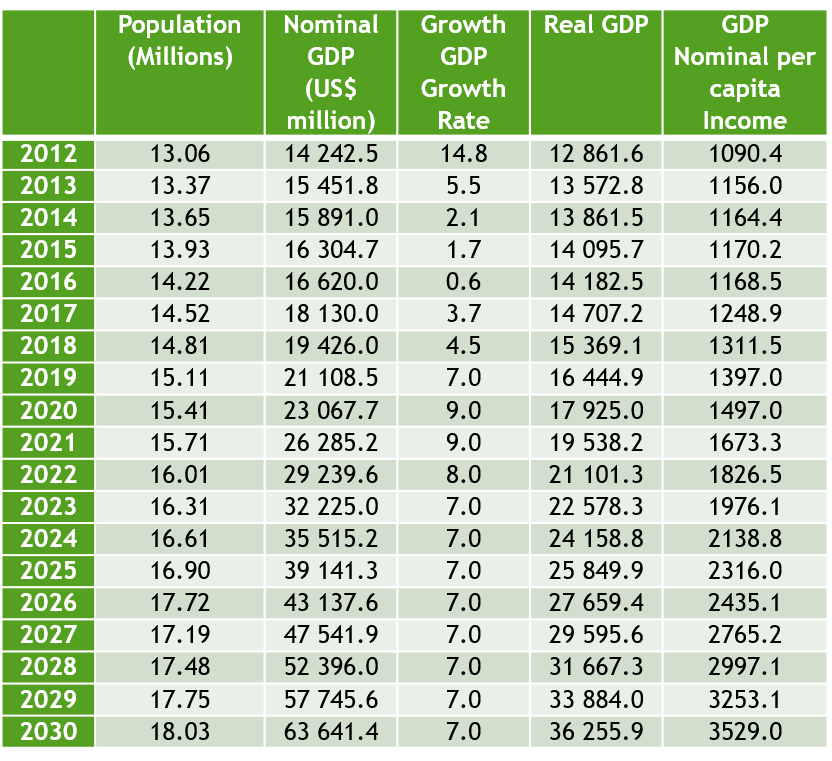 Population (Millions) | Nominal GDP (US$ million) | Growth GDP Growth Rate | Real GDP | GDP Nominal per capita Income
2012 13.06 14 242.5 14.8 12 861.6 1090.4
2013 13.37 15 451.8 5.5 13 572.8 1156.0
2014 13.65 15 891.0 2.1 13 861.5 1164.4
2015 13.93 16 304.7 1.7 14 095.7 1170.2
2016 14.22 16 620.0 0.6 14 182.5 1168.5
2017 14.52 18 130.0 3.7 14 707.2 1248.9
2018 14.81 19 426.0 4.5 15 369.1 1311.5
2019 15.11 21 108.5 7.0 16 444.9 1397.0
2020 15.41 23 067.7 9.0 17 925.0 1497.0
2021 15.71 26 285.2 9.0 19 538.2 1673.3
2022 16.01 29 239.6 8.0 21 101.3 1826.5
2023 16.31 32 225.0 7.0 22 578.3 1976.1
2024 16.61 35 515.2 7.0 24 158.8 2138.8
2025 16.90 39 141.3 7.0 25 849.9 2316.0
2026 17.72 43 137.6 7.0 27 659.4 2435.1
2027 17.19 47 541.9 7.0 29 595.6 2765.2
2028 17.48 52 396.0 7.0 31 667.3 2997.1
2029 17.75 57 745.6 7.0 33 884.0 3253.1
2030 18.03 63 641.4 7.0 36 255.9 3529.0